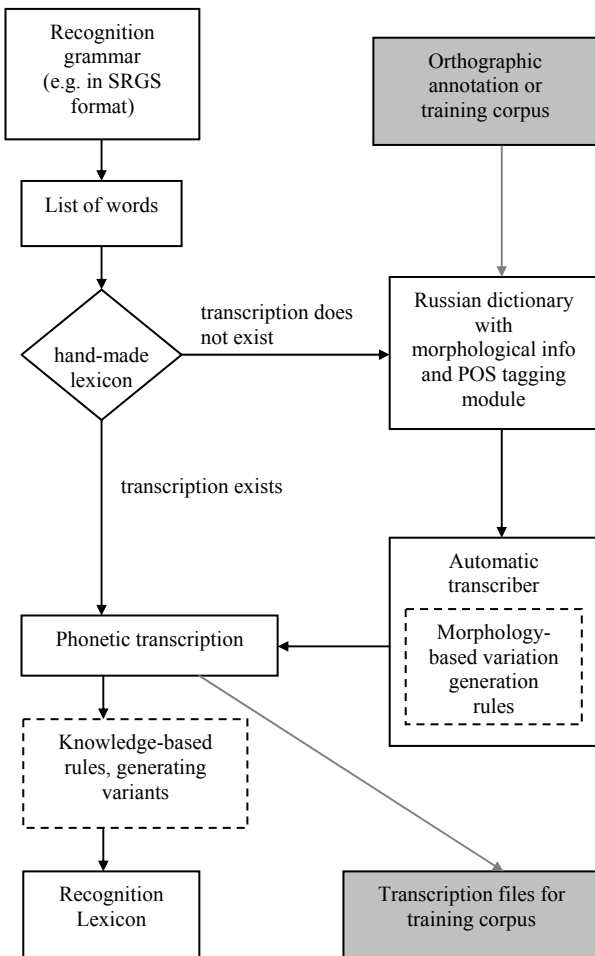 Recognition
grammar
(e.g. in SRGS
format)
Orthographic
annotation or
training corpus
List of words
transcription does
not exist
hand-made
lexicon
Russian dictionary
with
morphological info
and POS tagging
module
transcription exists
Automatic
transcriber
Morphology-
based variation
generation
rules
Phonetic transcription
Knowledge-based
rules, generating
variants
Recognition
Lexicon
Transcription files for
training corpus